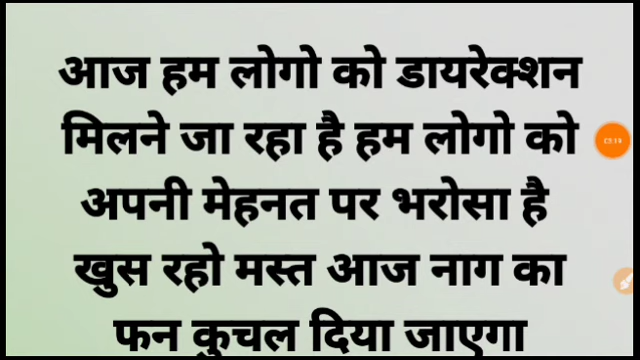 आज हम लोगो को डायरेक्शन
मिलने जा रहा है हम लोगो को
अपनी मेहनत पर भरोसा है
खुस रहो मस्त आज नाग का
फन कुचल दिया जाएगा